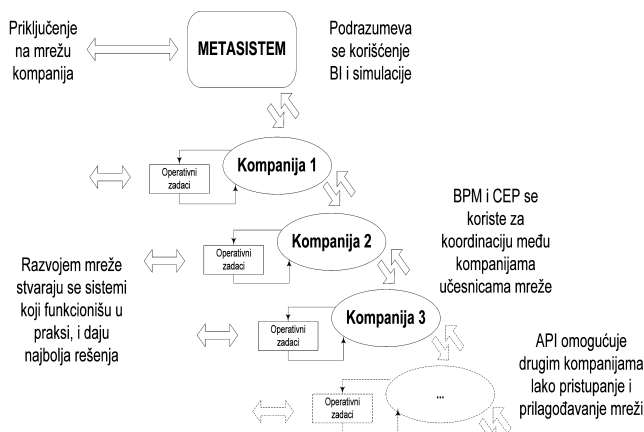 Priključenje
na mrežu
kompanija
METASISTEM
Podrazumeva
se korišćenje
BI i simulacije
Operativni
zadaci
Kompanija 1
Operativni
zadaci
Kompanija 2
BPM i CEP se
koriste za
koordinaciju među
kompanijama
učesnicama mreže
Razvojem mreže
stvaraju se sistemi
koji funkcionišu u
praksi, i daju
najbolja rešenja
Operativni
zadaci
Kompanija 3
API omogućuje
drugim kompanijama
lako pristupanje i
prilagođavanje mreži
Operativni
zadaci
...